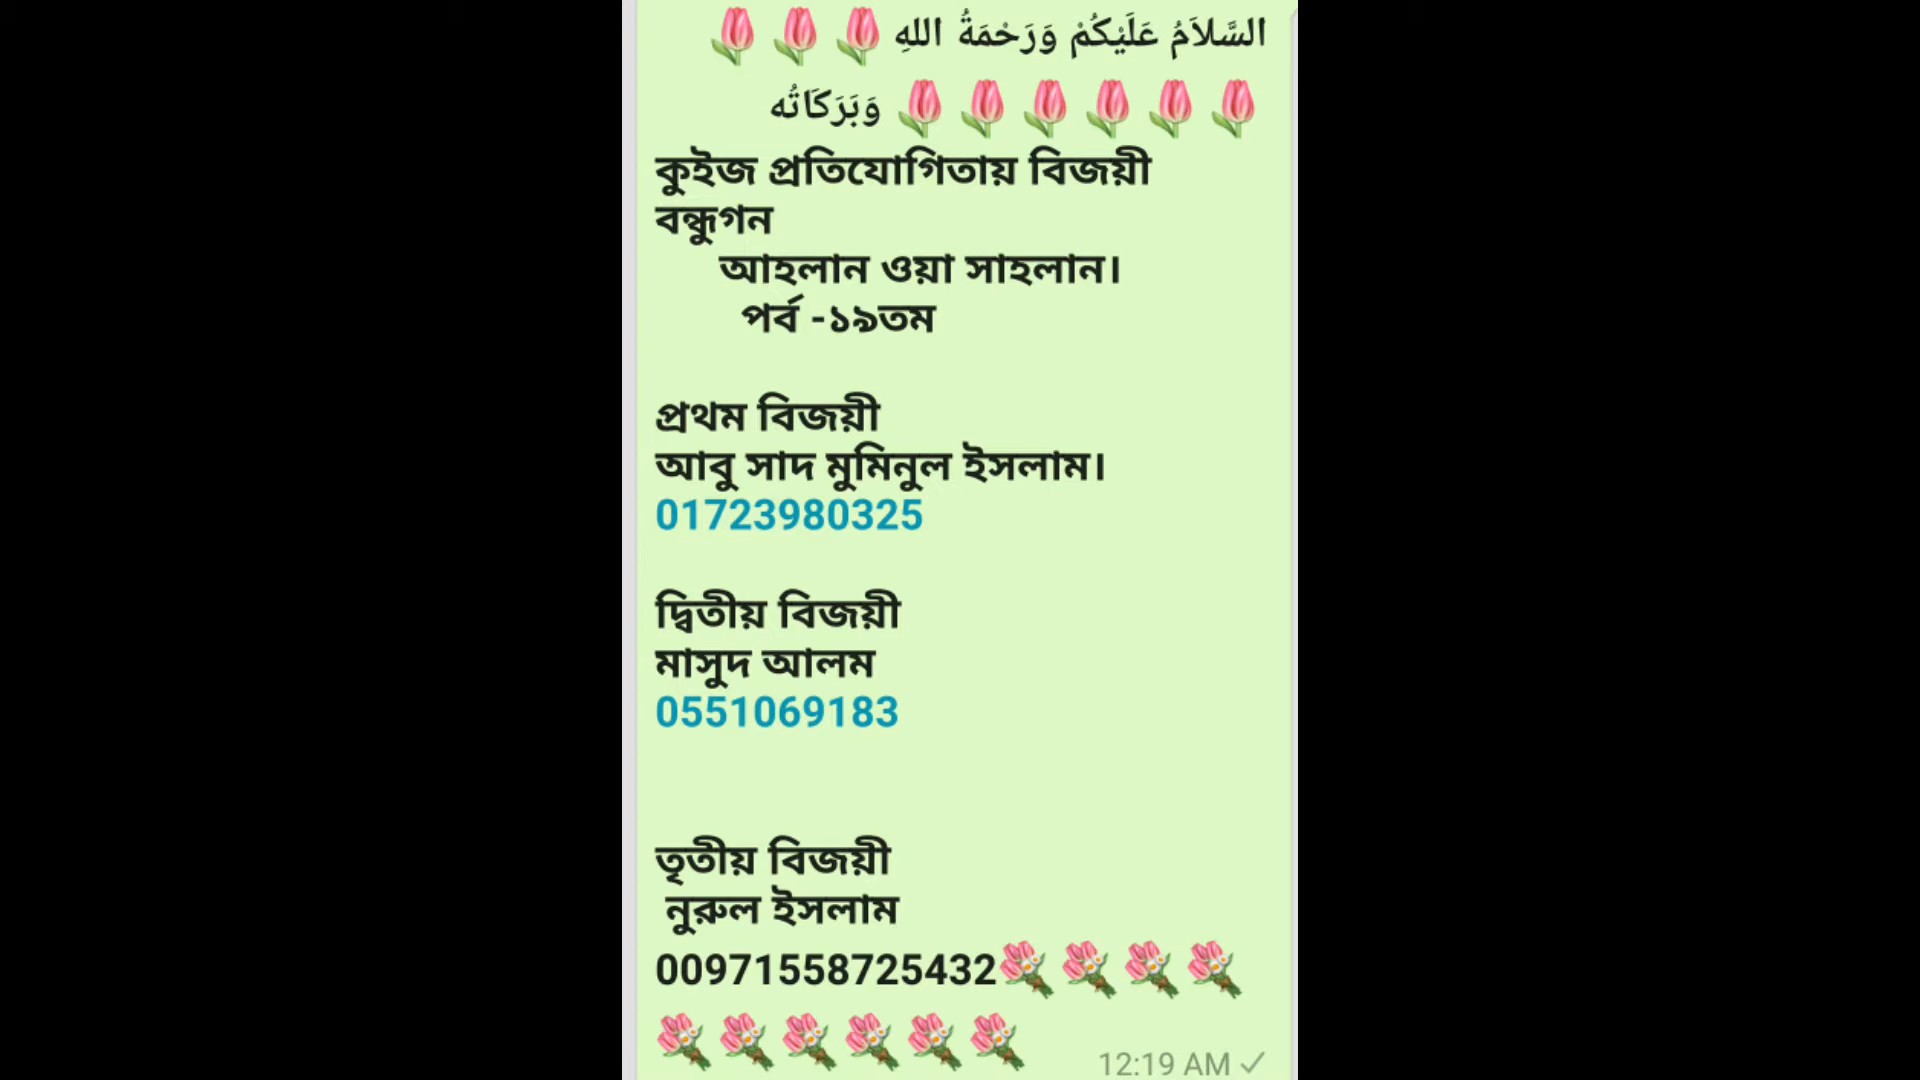 السَّلاَمُ عَلَيْكُمْ وَرَحْمَةُ اللهِ 🌷🌷🌷
🌷🌷🌷🌷🌷🌷 وَبَرَكَاتُه
কুইজ প্রতিযোগিতায় বিজয়ী
বন্ধুগন
আহলান ওয়া সাহলান।
পর্ব -১৯তম
প্রথম বিজয়ী
আবু সাদ মুমিনুল ইসলাম।
01723980325
দ্বিতীয় বিজয়ী
মাসুদ আলম
0551069183
তৃতীয় বিজয়ী
নুরুল ইসলাম
00971558725432💐💐💐💐
💐💐💐💐💐💐
12:19 AM ✓